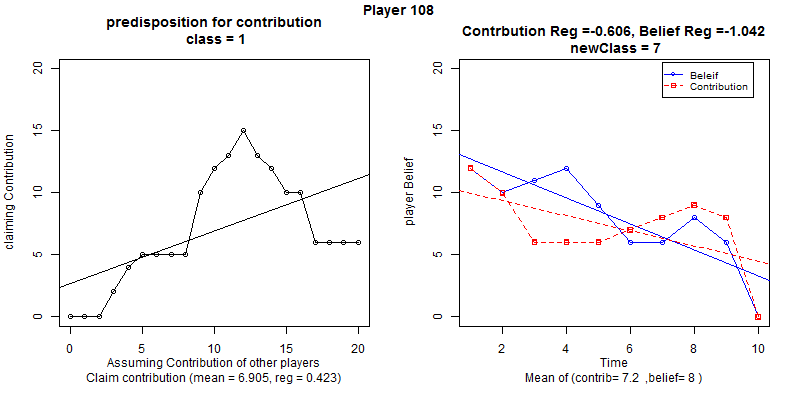 Player 108
predisposition for contribution
class = 1
20
15
10
5
0
claiming Contribution
0 5 10 15 20
Assuming Contribution of other players
Claim contribution (mean = 6.905, reg = 0.423)
Contrbution Reg =-0.606, Belief Reg =-1.042
newClass = 7
Beleif
Contribution
20
15
10
5
0
player Belief
2 4 6 8 10
Time
Mean of (contrib= 7.2 ,belief= 8 )